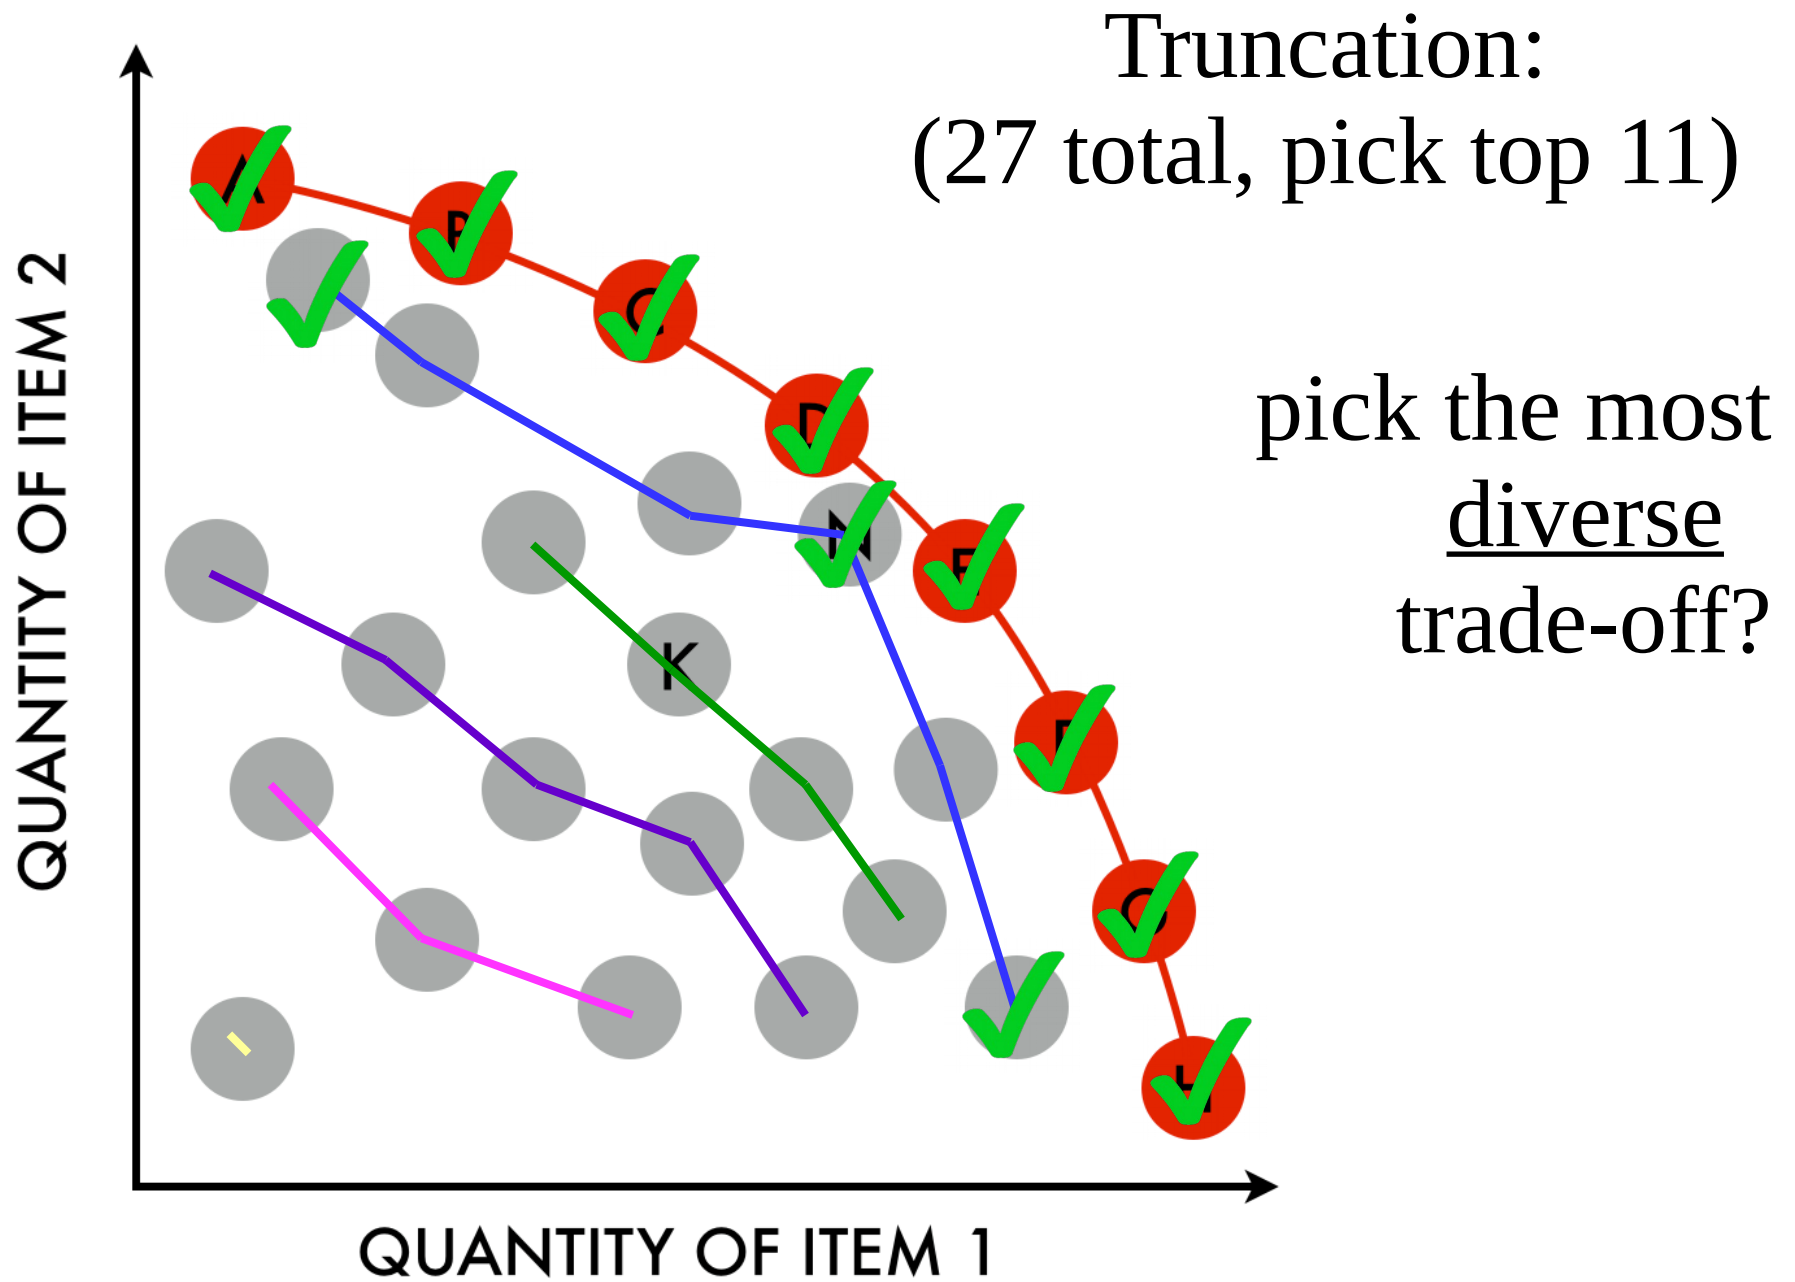 Truncation:
(27 total, pick top 11)
pick the most
diverse
trade-off?
QUANTITY OF ITEM 2
A
B
C
D
N
E
K
F
G
H
QUANTITY OF ITEM 1